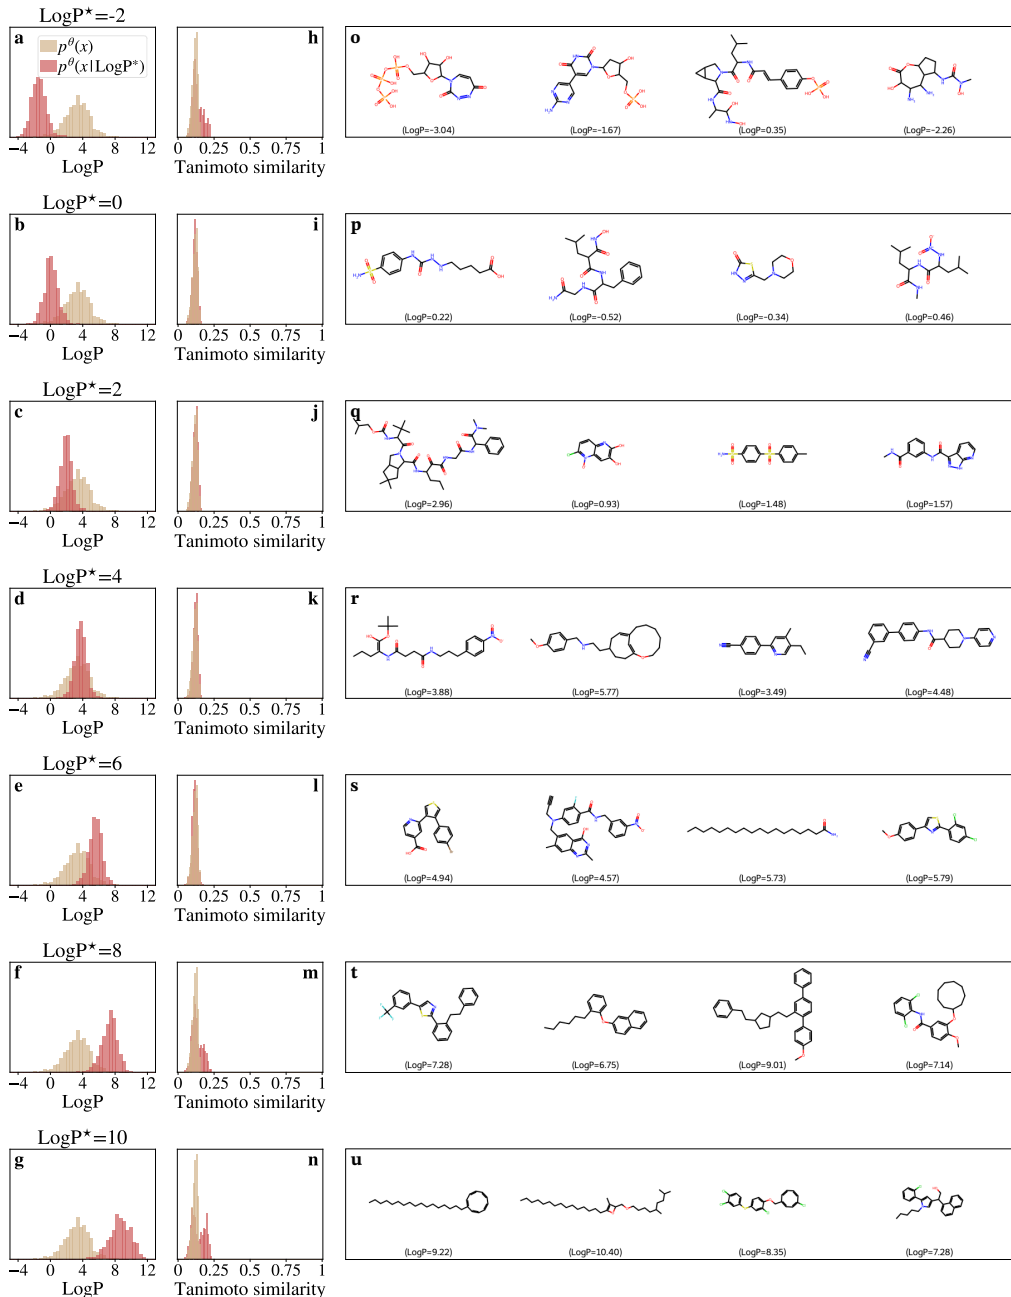 LogP⋆=-2
a
pθ(x)
pθ(x|LogP*)
−4 0 4 8 12
LogP
h
0 0.25 0.5 0.75 1
Tanimoto similarity
o
(LogP=-3.04) (LogP=-1.67) (LogP=0.35) (LogP=-2.26)
LogP⋆=0
b
−4 0 4 8 12
LogP
i
0 0.25 0.5 0.75 1
Tanimoto similarity
p
(LogP=0.22) (LogP=-0.52) (LogP=-0.34) (LogP=0.46)
LogP⋆=2
c
−4 0 4 8 12
LogP
j
0 0.25 0.5 0.75 1
Tanimoto similarity
q
(LogP=2.96) (LogP=0.93) (LogP=1.48) (LogP=1.57)
LogP⋆=4
d
−4 0 4 8 12
LogP
k
0 0.25 0.5 0.75 1
Tanimoto similarity
r
(LogP=3.88) (LogP=5.77) (LogP=3.49) (LogP=4.48)
LogP⋆=6
e
−4 0 4 8 12
LogP
l
0 0.25 0.5 0.75 1
Tanimoto similarity
s
(LogP=4.94) (LogP=4.57) (LogP=5.73) (LogP=5.79)
LogP⋆=8
f
−4 0 4 8 12
LogP
m
0 0.25 0.5 0.75 1
Tanimoto similarity
t
(LogP=7.28) (LogP=6.75) (LogP=9.01) (LogP=7.14)
LogP⋆=10
g
−4 0 4 8 12
LogP
n
0 0.25 0.5 0.75 1
Tanimoto similarity
u
(LogP=9.22) (LogP=10.40) (LogP=8.35) (LogP=7.28)